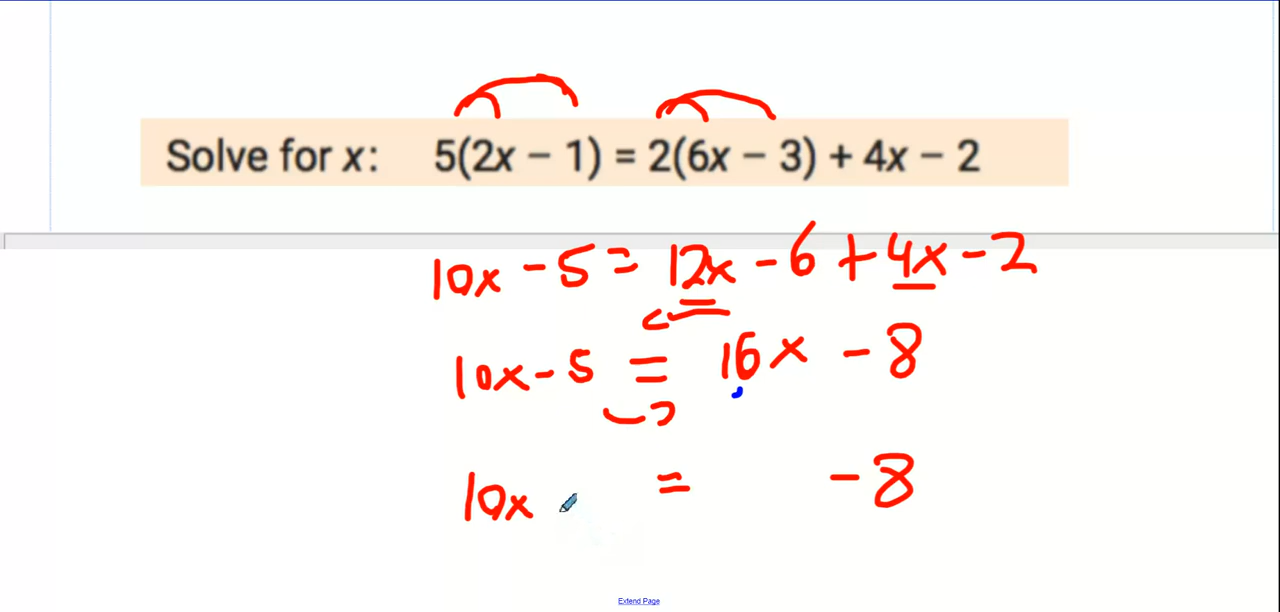 Solve for x: 5(2x − 1) = 2(6x − 3) + 4x − 2
10x - 5 = 12x - 6 + 4x - 2
10x - 5 = 16x - 8
10x = - 8
Extend Page